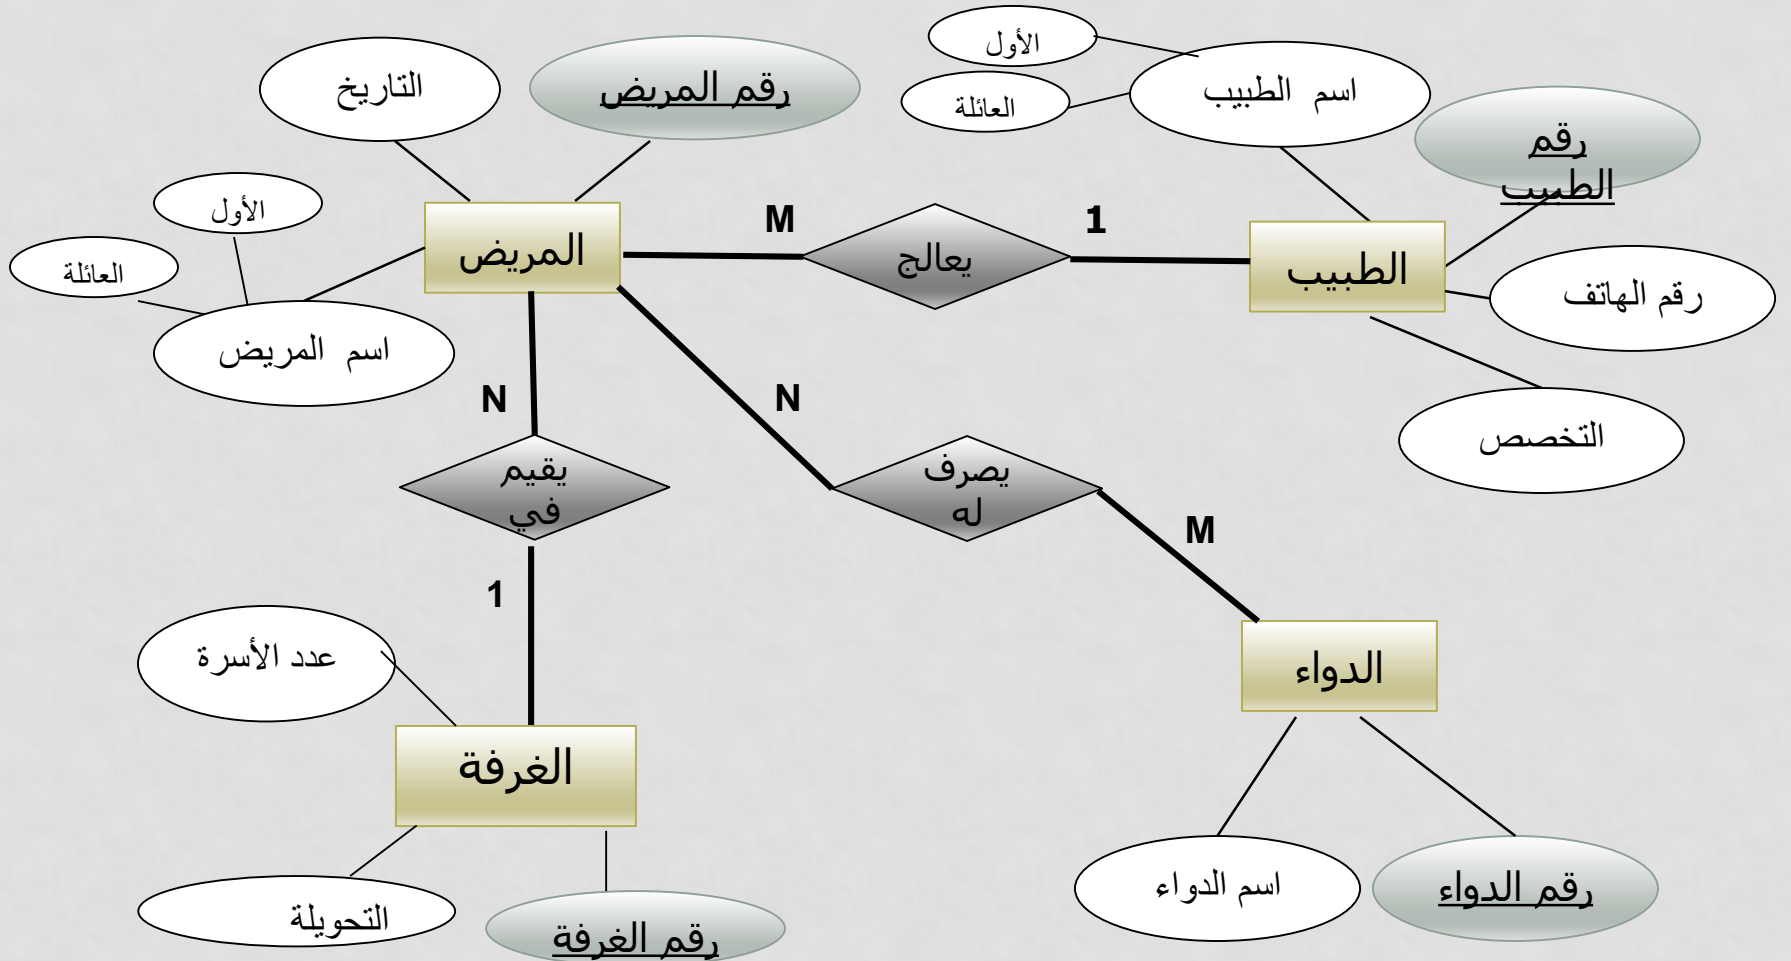 الأول
اسم الطبيب
العائلة
رقم
الطبيب
رقم المريض
التاريخ
الأول
العائلة
اسم المريض
المريض
M
يعالج
1
الطبيب
رقم الهاتف
التخصص
N
N
يقيم
في
يصرف
له
M
1
عدد الأسرة
الدواء
الغرفة
التحويلة
رقم الغرفة
اسم الدواء
رقم الدواء